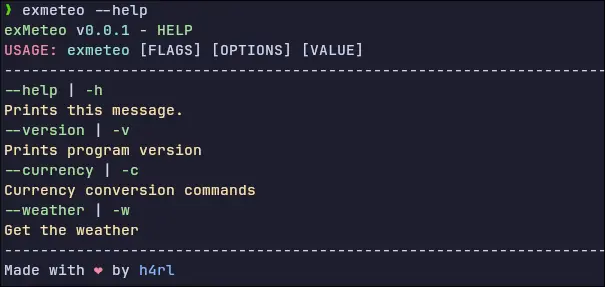 ❯ exmeteo --help
exMeteo v0.0.1 - HELP
USAGE: exmeteo [FLAGS] [OPTIONS] [VALUE]
-------------------------------------------------------------------
--help | -h
Prints this message.
--version | -v
Prints program version
--currency | -c
Currency conversion commands
--weather | -w
Get the weather
-------------------------------------------------------------------
Made with ❤ by h4rl